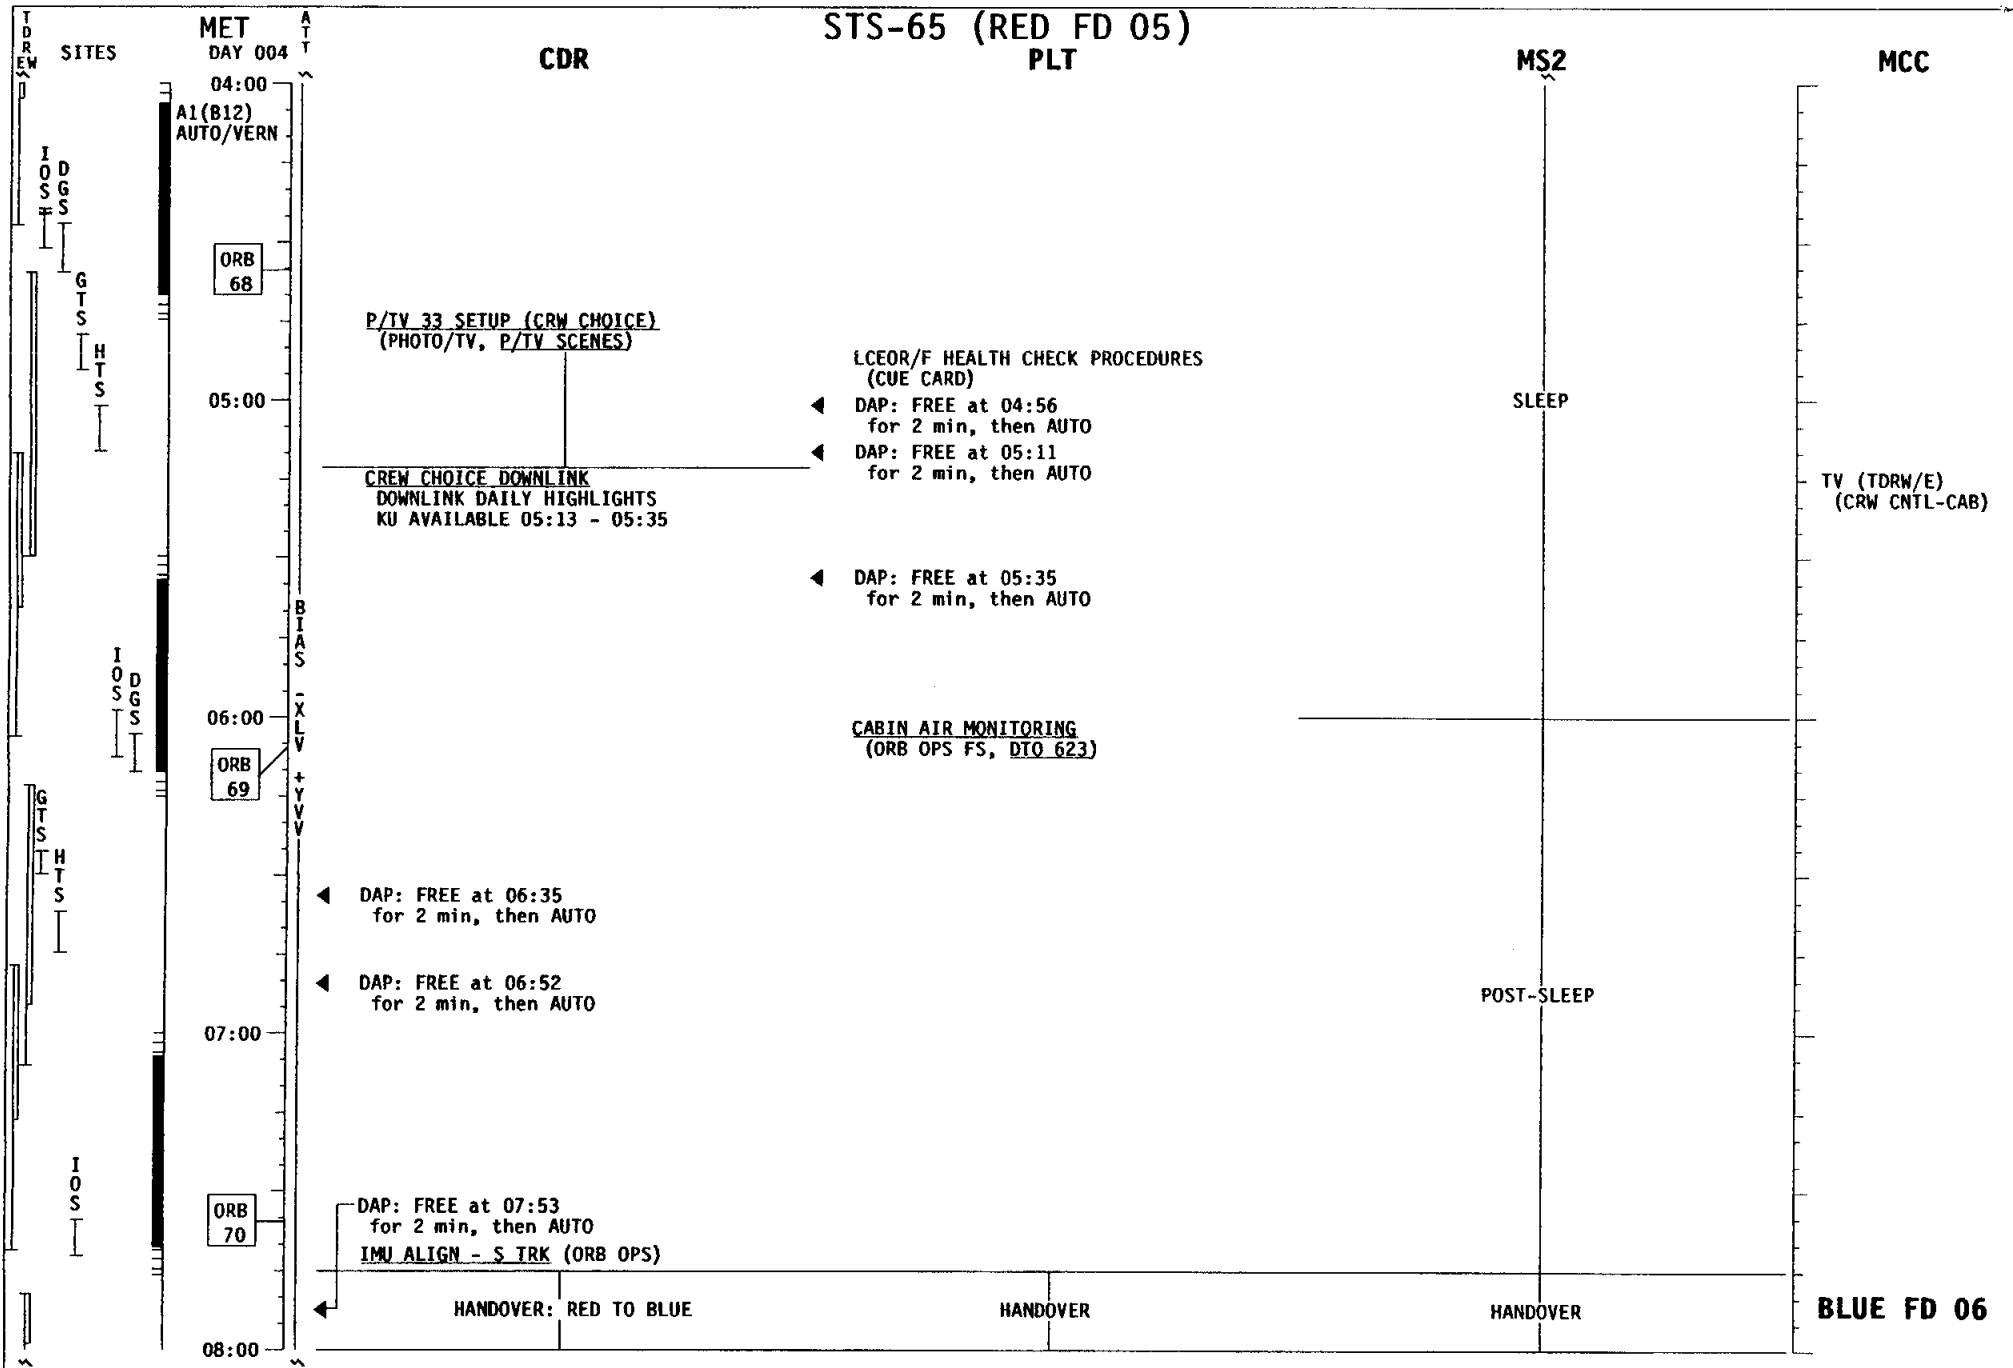 STS-65 (RED FD 05)
TDREW
SITES
MET
DAY 004
ATT
CDR
PLT
MS2
MCC
04:00
A1(B12)
AUTO/VERN
IOS
DGS
ORB
68
GTS
P/TV 33 SETUP (CRW CHOICE)
(PHOTO/TV, P/TV SCENES)
HTS
LCEOR/F HEALTH CHECK PROCEDURES
(CUE CARD)
05:00
DAP: FREE at 04:56
for 2 min, then AUTO
SLEEP
DAP: FREE at 05:11
for 2 min, then AUTO
CREW CHOICE DOWNLINK
DOWNLINK DAILY HIGHLIGHTS
KU AVAILABLE 05:13 - 05:35
TV (TDRW/E)
(CRW CNTL-CAB)
DAP: FREE at 05:35
for 2 min, then AUTO
BIAS -XLV +YVV
IOS
DGS
06:00
CABIN AIR MONITORING
(ORB OPS FS, DTO 623)
ORB
69
GTS
HTS
DAP: FREE at 06:35
for 2 min, then AUTO
DAP: FREE at 06:52
for 2 min, then AUTO
POST-SLEEP
07:00
IOS
ORB
70
DAP: FREE at 07:53
for 2 min, then AUTO
IMU ALIGN - S TRK (ORB OPS)
HANDOVER: RED TO BLUE
HANDOVER
HANDOVER
BLUE FD 06
08:00